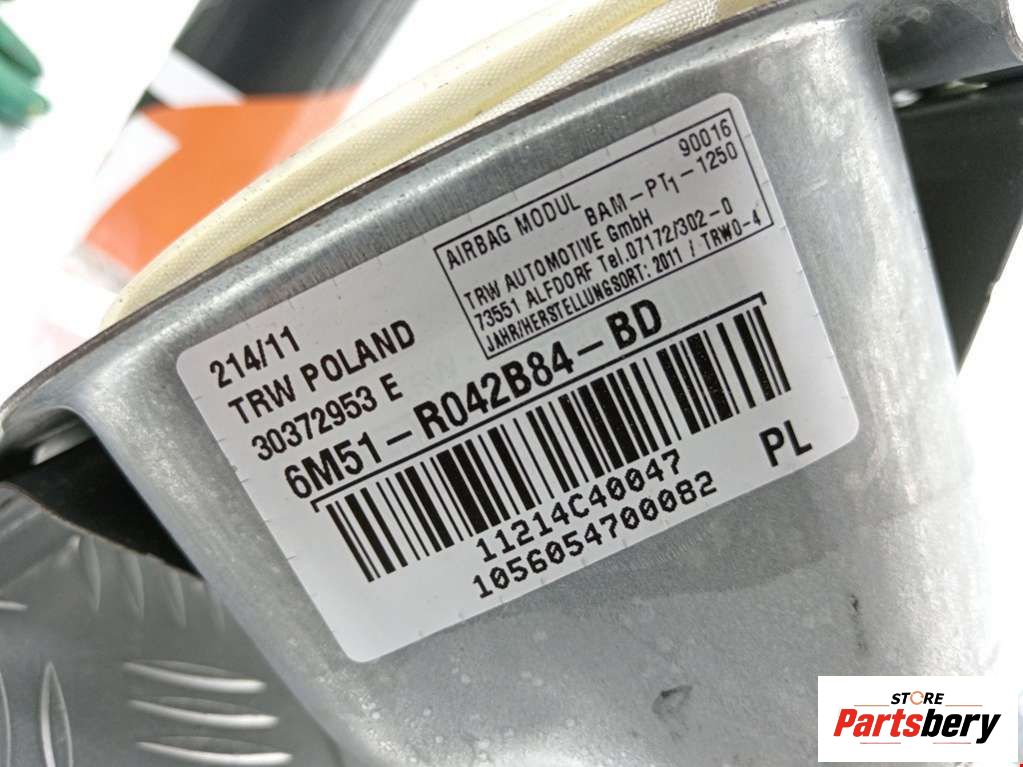 AIRBAG MODUL 90016
BAM-PT1-1250
TRW AUTOMOTIVE GmbH
73551 ALFDORF Tel.07172/302-0
JAHR/HERSTELLUNGSORT: 2011 / TRWO-4
214/11
TRW POLAND
30372953 E
6M51-R042B84-BD
11214C40047
1056054700082
PL
STORE
Partsbery